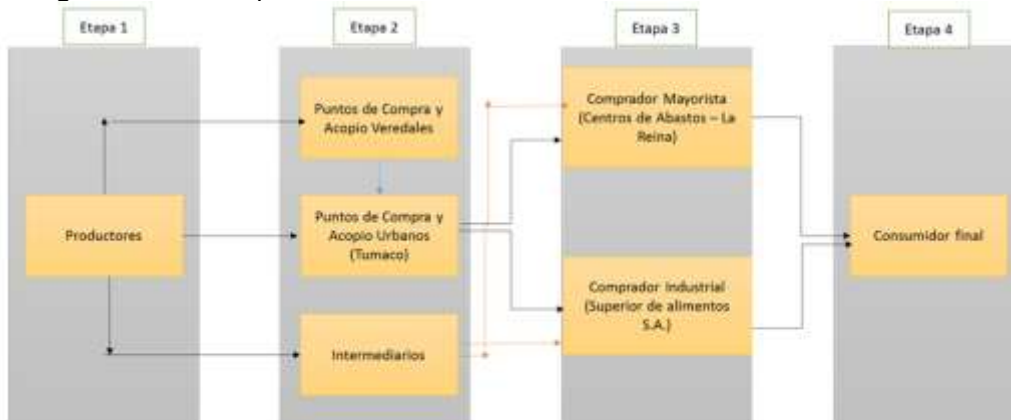 Etapa 1
Etapa 2
Etapa 3
Etapa 4
Productores
Puntos de Compra y
Acopio Veredales
Puntos de Compra y
Acopio Urbanos
(Tumaco)
Intermediarios
Comprador Mayorista
(Centros de Abastos – La
Reina)
Comprador Industrial
(Superior de alimentos
S.A.)
Consumidor final